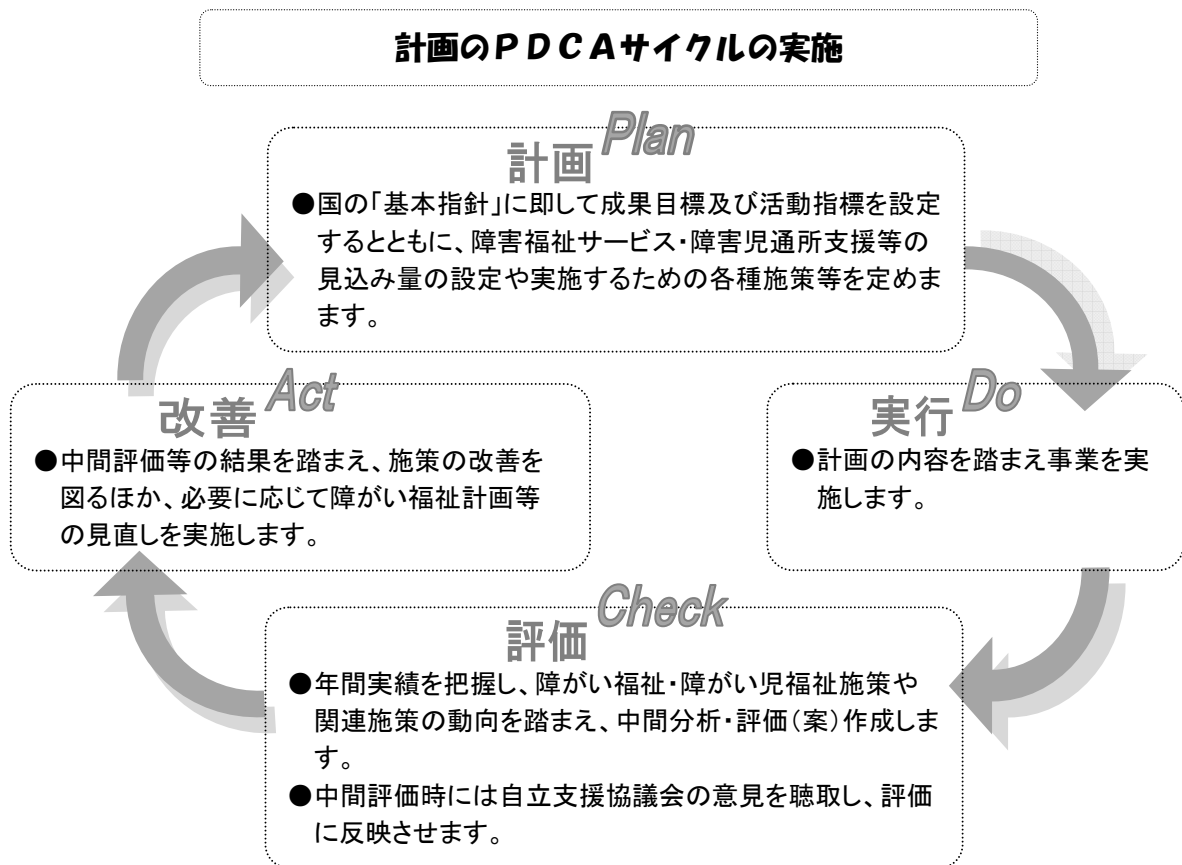 計画のPDCAサイクルの実施
計画 Plan
●国の「基本指針」に即して成果目標及び活動指標を設定
するとともに、障害福祉サービス・障害児通所支援等の
見込み量の設定や実施するための各種施策等を定めま
ます。
改善 Act
●中間評価等の結果を踏まえ、施策の改善を
図るほか、必要に応じて障がい福祉計画等
の見直しを実施します。
実行 Do
●計画の内容を踏まえ事業を実
施します。
評価 Check
●年間実績を把握し、障がい福祉・障がい児福祉施策や
関連施策の動向を踏まえ、中間分析・評価(案)作成しま
す。
●中間評価時には自立支援協議会の意見を聴取し、評価
に反映させます。